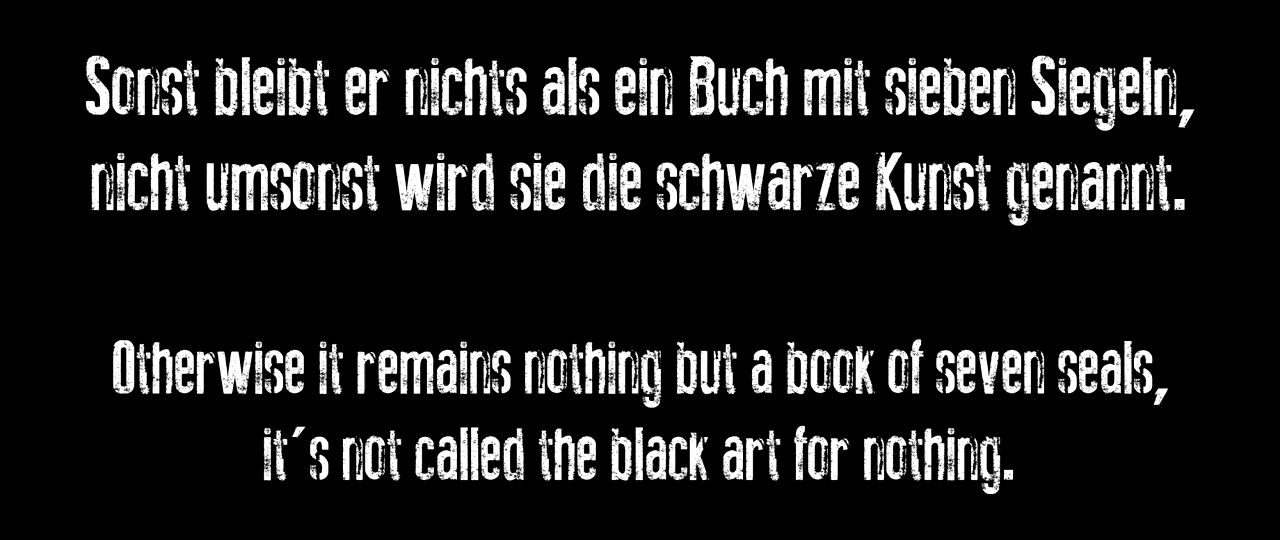 Sonst bleibt er nichts als ein Buch mit sieben Siegeln,
nicht umsonst wird sie die schwarze Kunst genannt.
Otherwise it remains nothing but a book of seven seals,
it´s not called the black art for nothing.